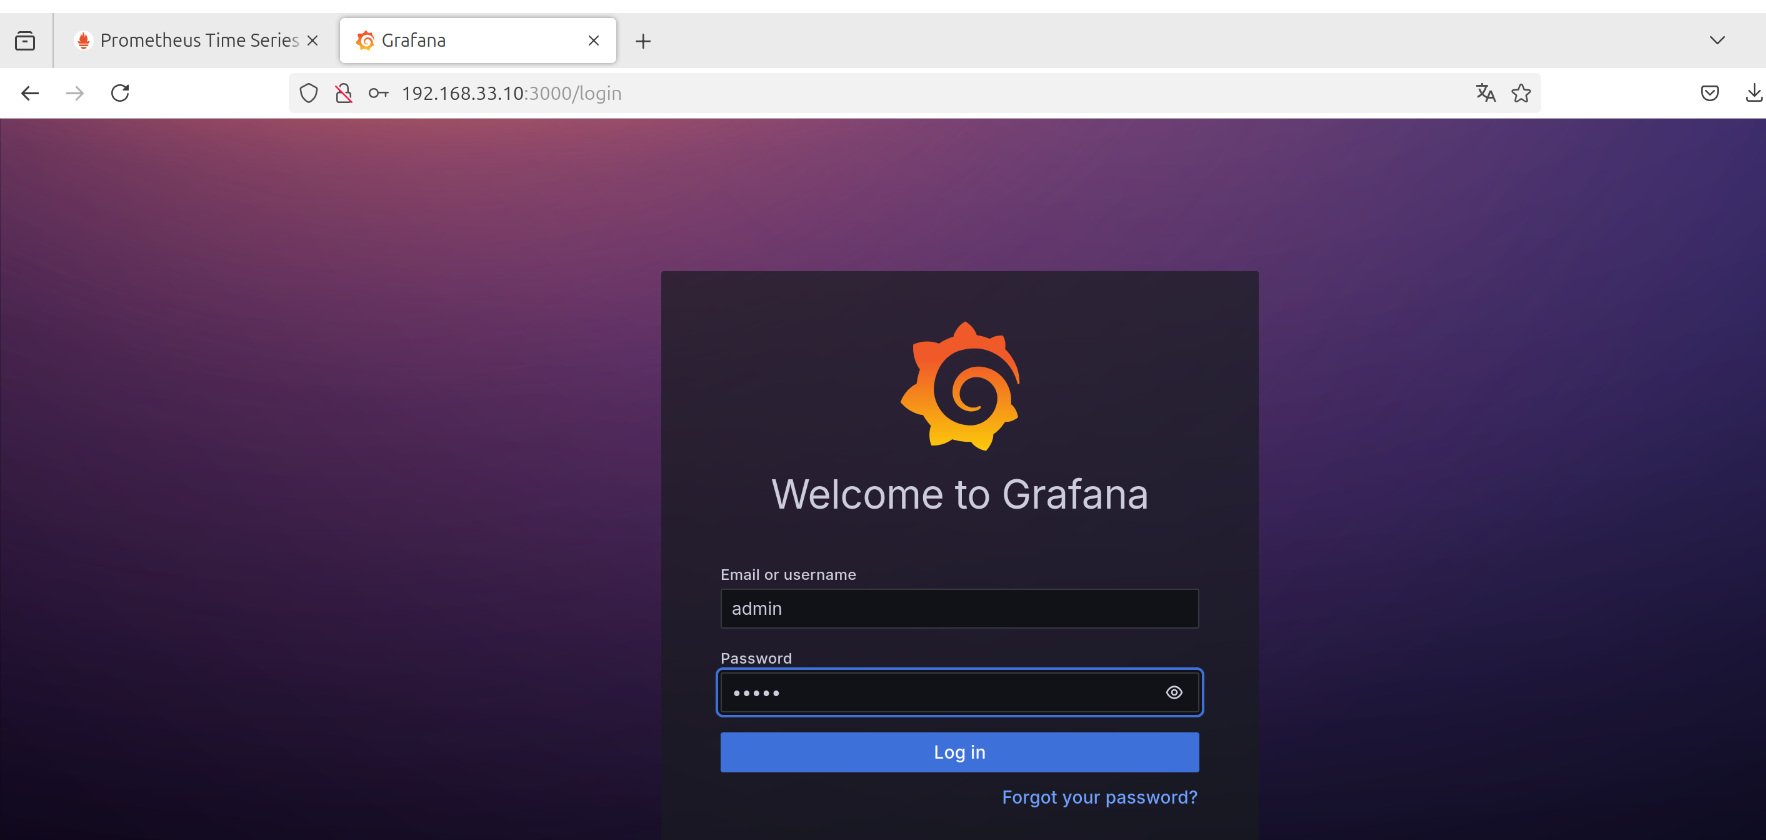 Prometheus Time Series
Grafana
192.168.33.10:3000/login
Welcome to Grafana
Email or username
admin
Password
•••••
Log in
Forgot your password?